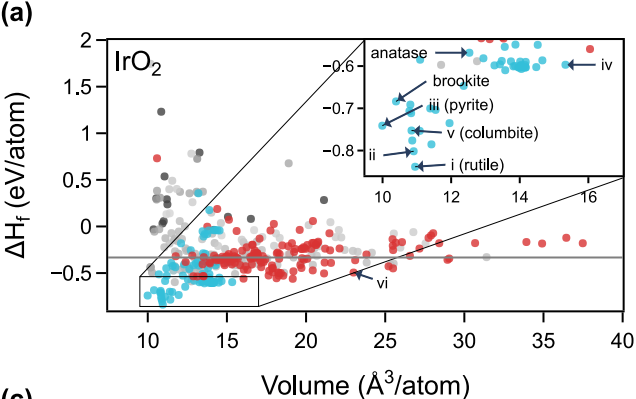 (a)
IrO₂
2
1
0.5
0
−0.5
ΔHf (eV/atom)
10
15
20
25
30
35
40
Volume (Å³/atom)
vi
anatase
iv
brookite
iii (pyrite)
v (columbite)
ii
i (rutile)
−0.6
−0.7
−0.8
10
12
14
16
(c)